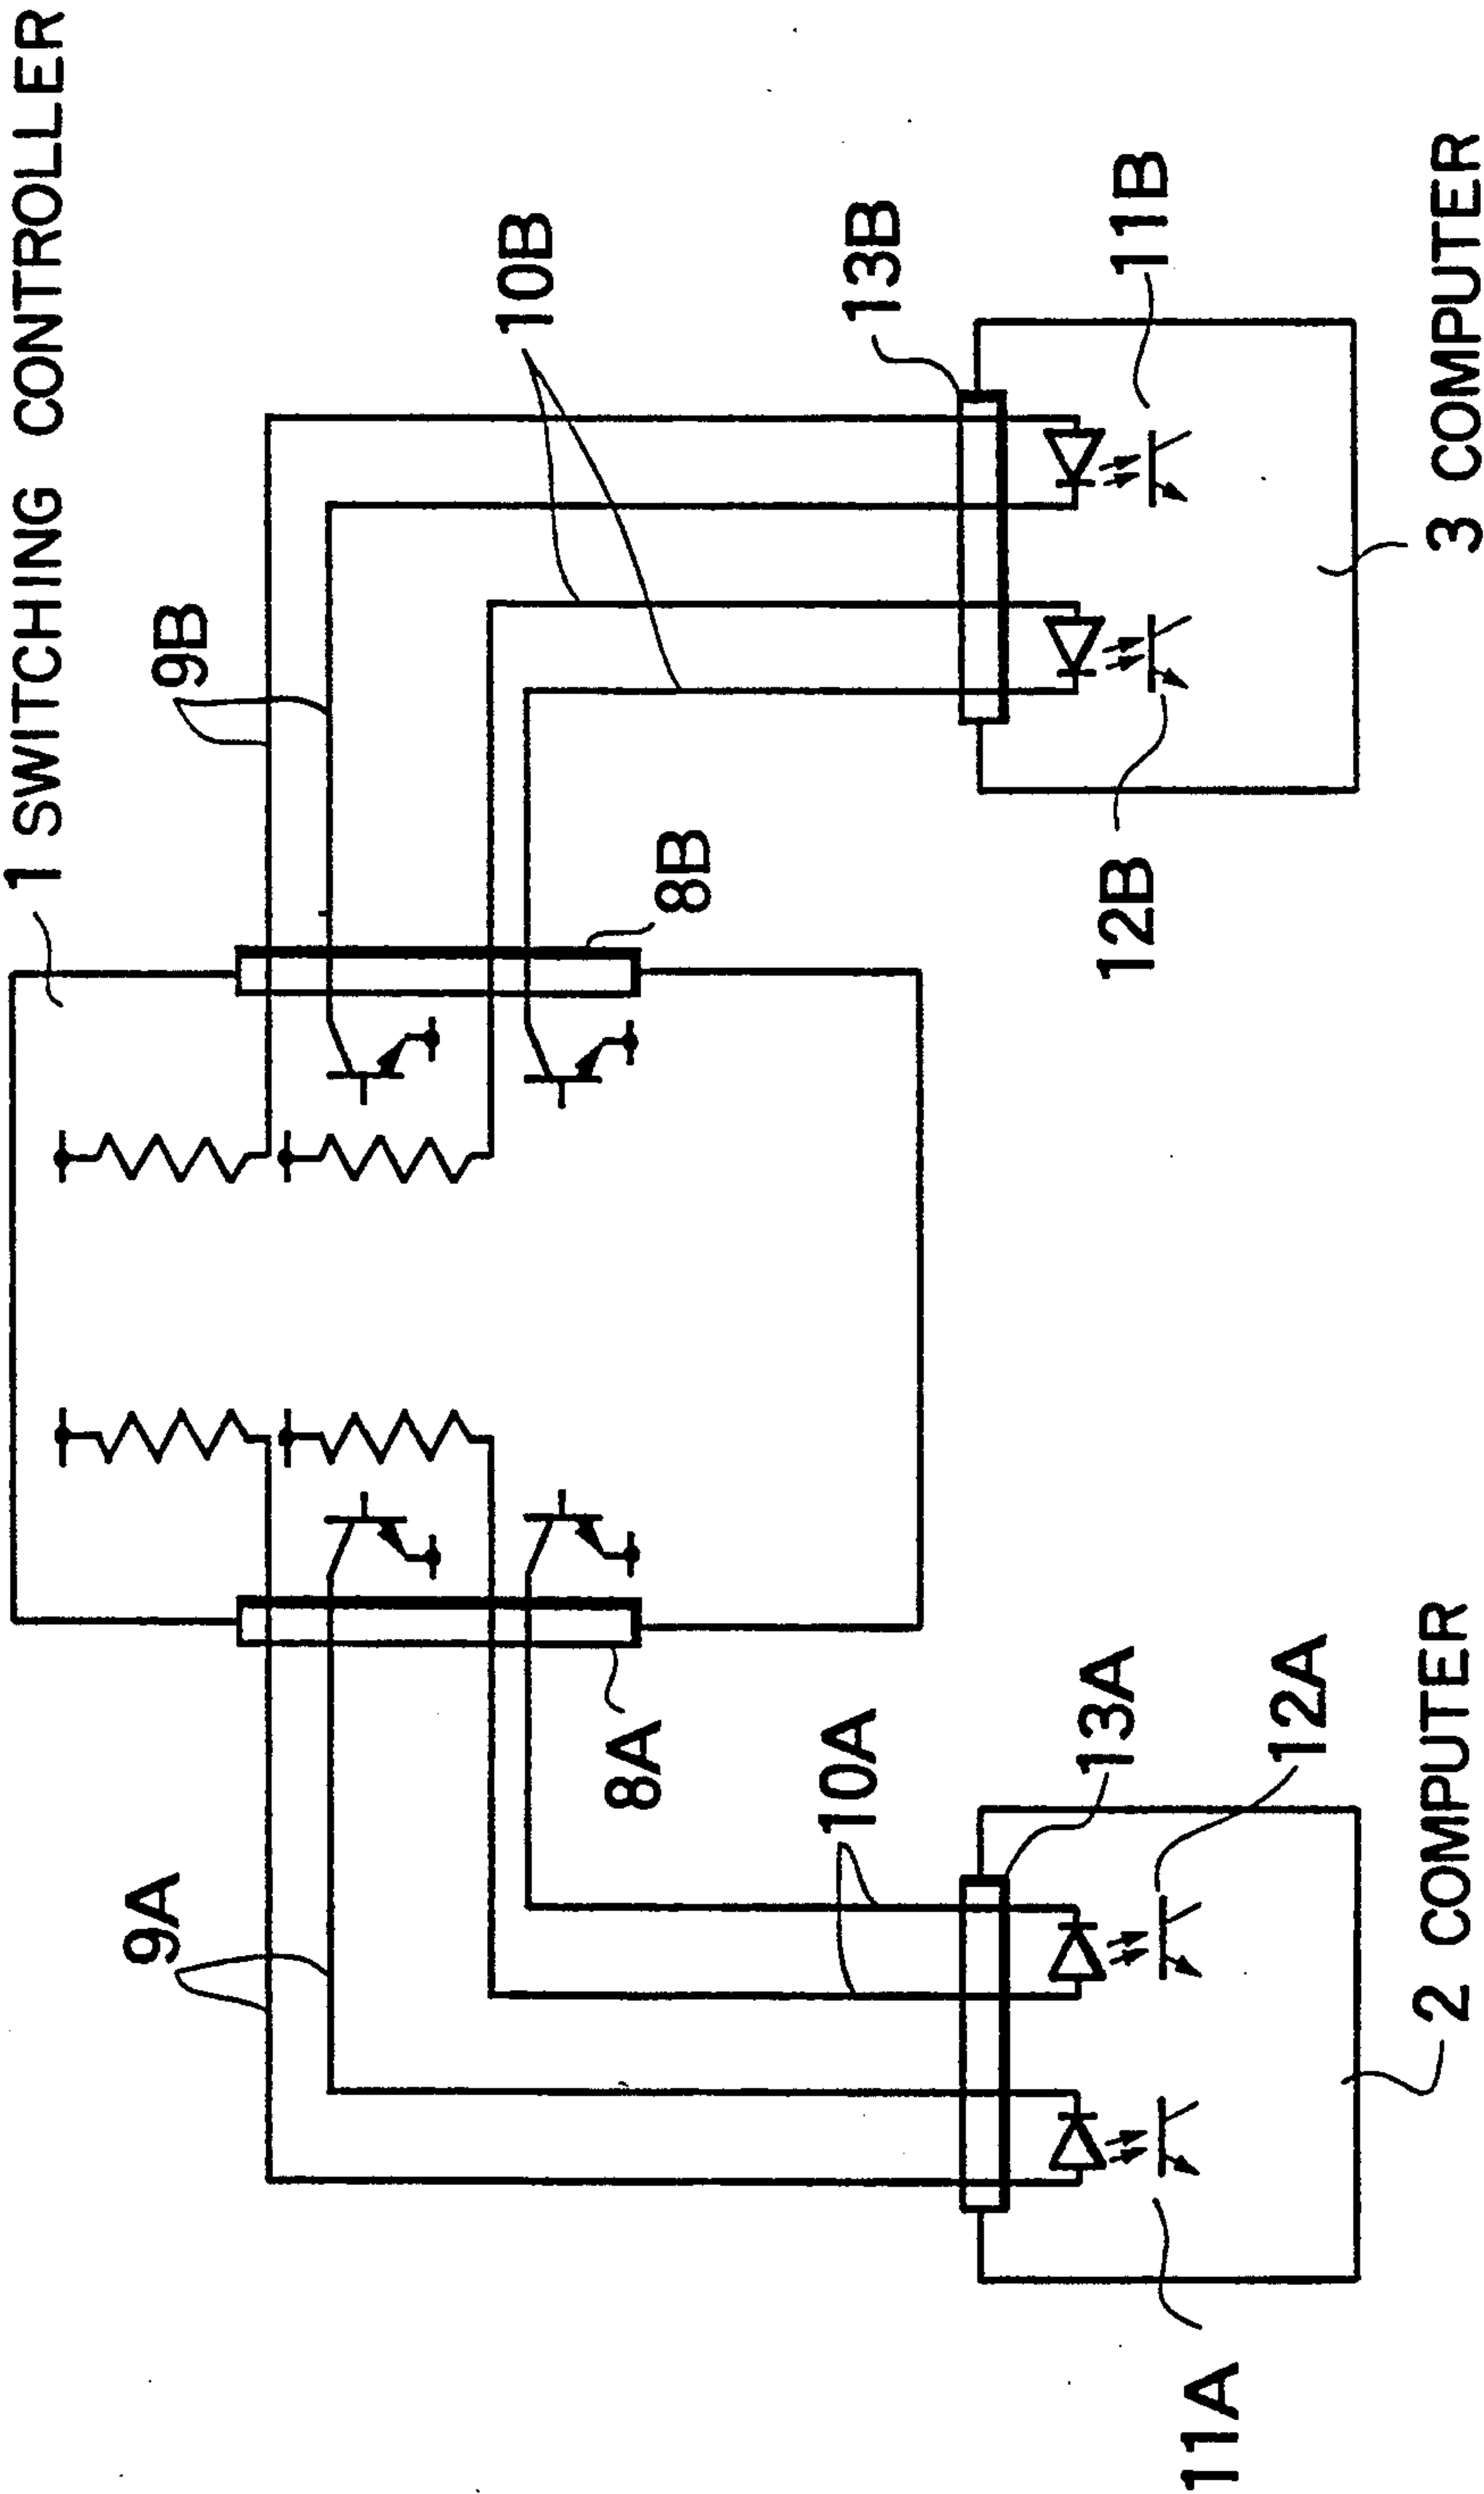 1 SWITCHING CONTROLLER
9A
9B
8A
8B
10A
10B
13A
13B
12A
12B
11A
11B
2 COMPUTER
3 COMPUTER